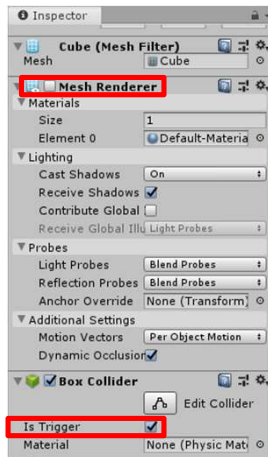 Inspector
Cube (Mesh Filter)
Mesh Cube
Mesh Renderer
Materials
Size 1
Element 0 Default-Materia
Lighting
Cast Shadows On
Receive Shadows
Contribute Global
Receive Global Illu Light Probes
Probes
Light Probes Blend Probes
Reflection Probes Blend Probes
Anchor Override None (Transform)
Additional Settings
Motion Vectors Per Object Motion
Dynamic Occlusion
Box Collider
Edit Collider
Is Trigger
Material None (Physic Mate